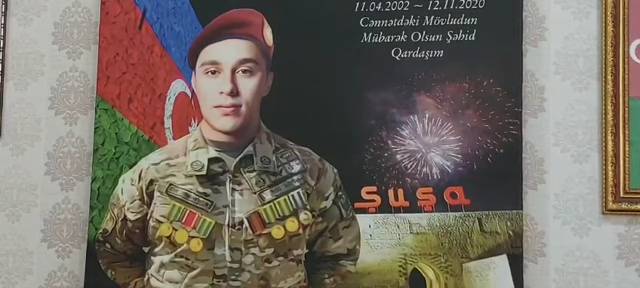 11.04.2002 ~ 12.11.2020
Cənnətdəki Mövludun
Mübarək Olsun Şəhid
Qardaşım
Şuşa